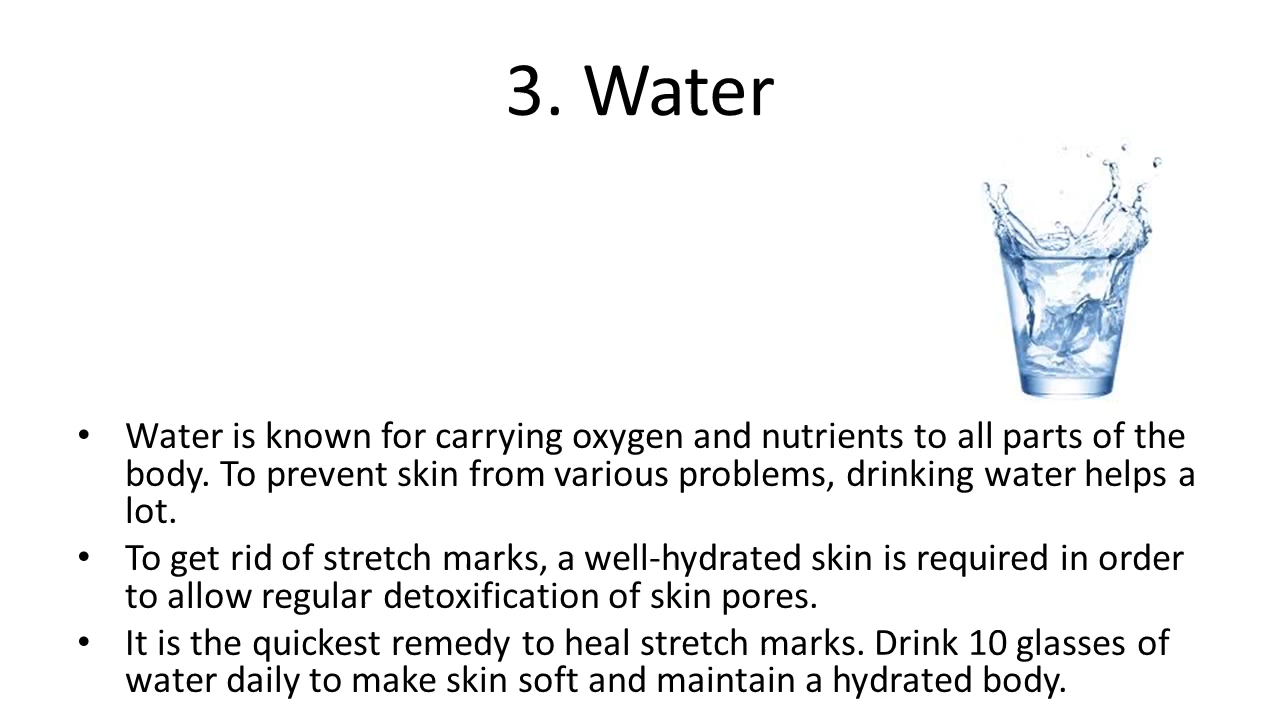 3. Water
• Water is known for carrying oxygen and nutrients to all parts of the
body. To prevent skin from various problems, drinking water helps a
lot.
• To get rid of stretch marks, a well-hydrated skin is required in order
to allow regular detoxification of skin pores.
• It is the quickest remedy to heal stretch marks. Drink 10 glasses of
water daily to make skin soft and maintain a hydrated body.